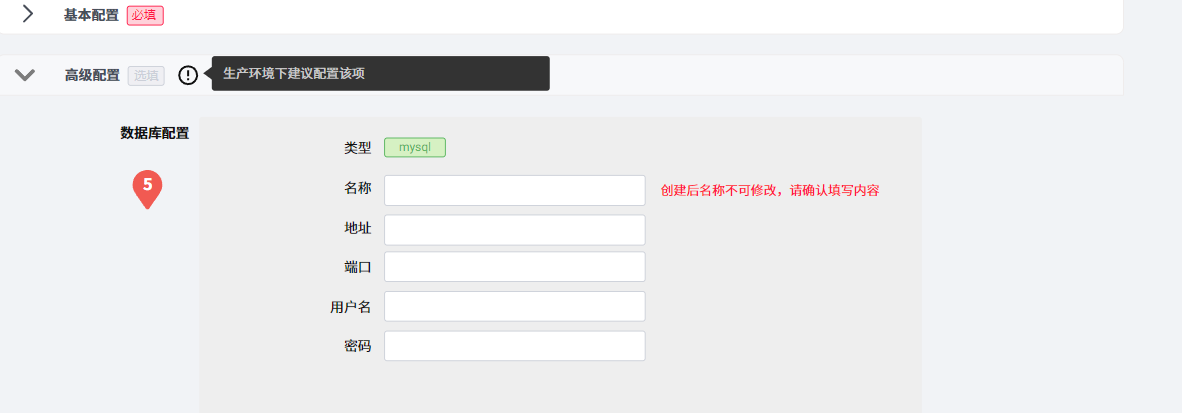 基本配置 必填
高级配置 选填 生产环境下建议配置该项
数据库配置
5
类型 mysql
名称 创建后名称不可修改，请确认填写内容
地址
端口
用户名
密码